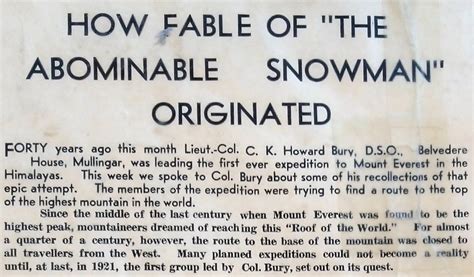 HOW FABLE OF "THE
ABOMINABLE SNOWMAN"
ORIGINATED
FORTY years ago this month Lieut.-Col. C. K. Howard Bury, D.S.O., Belvedere
House, Mullingar, was leading the first ever expedition to Mount Everest in the
Himalayas. This week we spoke to Col. Bury about some of his recollections of that
epic attempt. The members of the expedition were trying to find a route to the top
of the highest mountain in the world.
Since the middle of the last century when Mount Everest was found to be the
highest peak, mountaineers dreamed of reaching this "Roof of the World." For almost
a quarter of a century, however, the route to the base of the mountain was closed to
all travellers from the West. Many planned expeditions could not become a reality
until, at last, in 1921, the first group led by Col. Bury, set out on its quest.